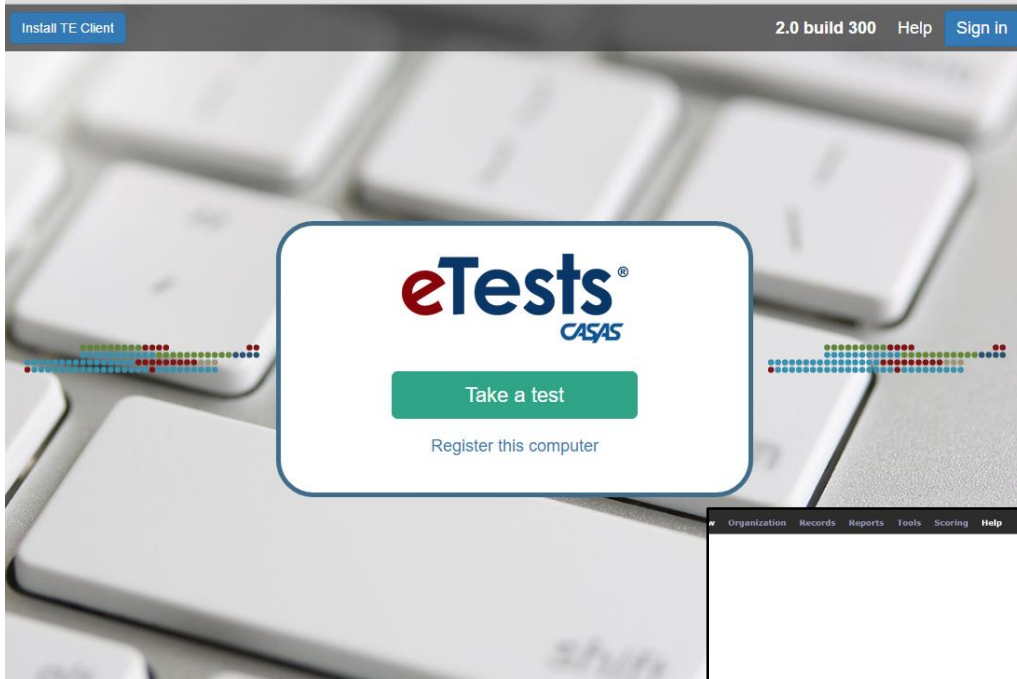 Install TE Client
2.0 build 300 Help Sign in
eTests®
CASAS
Take a test
Register this computer
w Organization Records Reports Tools Scoring Help
shift